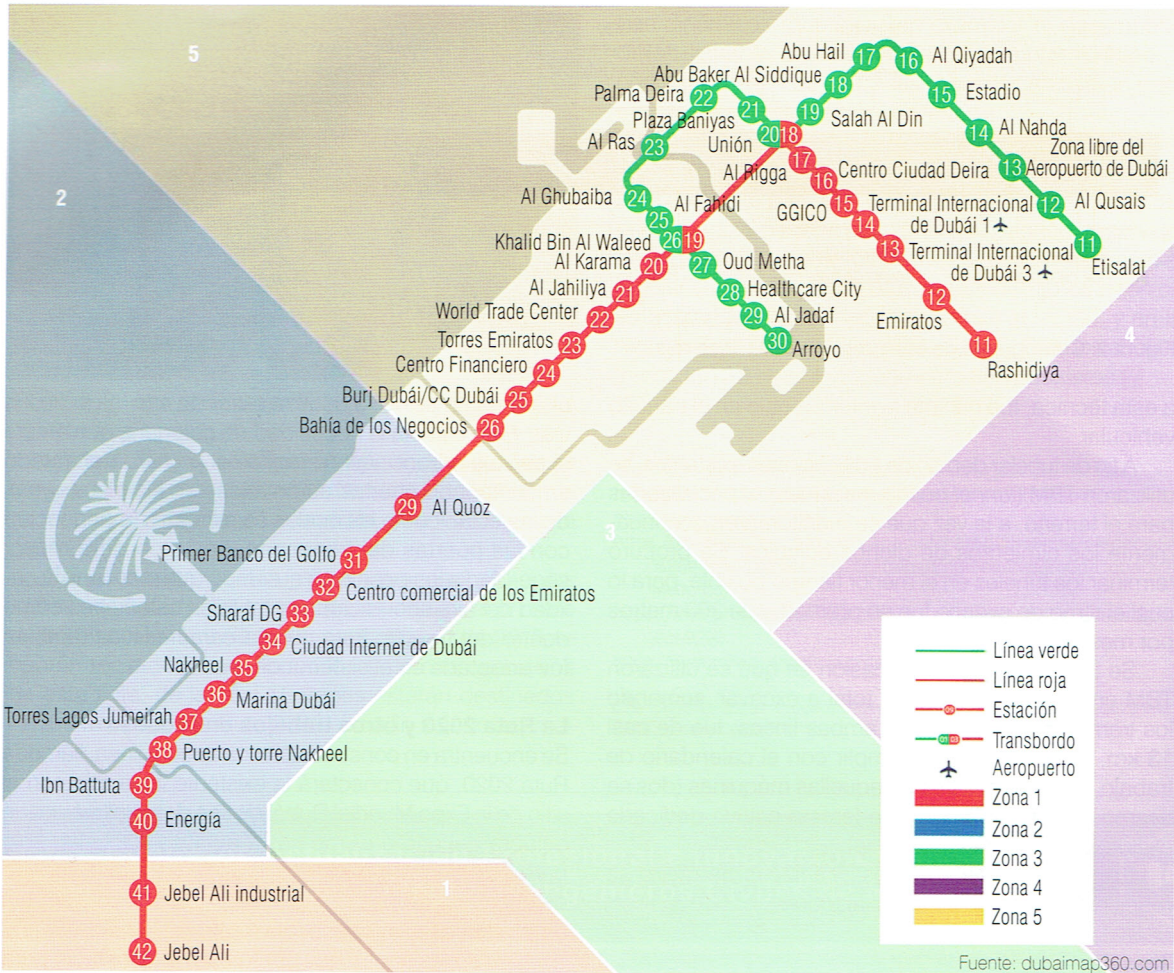 5
2
4
3
1
Abu Hail
17
16
Al Qiyadah
Abu Baker Al Siddique
18
15
Estadio
Palma Deira
22
Plaza Baniyas
21
19
Salah Al Din
14
Al Nahda
Al Ras
23
Unión
20
18
Zona libre del
Aeropuerto de Dubái
13
Al Rigga
17
Centro Ciudad Deira
16
Al Ghubaiba
24
GGICO
15
Terminal Internacional
de Dubái 1
14
12
Al Qusais
Al Fahidi
25
Khalid Bin Al Waleed
26
19
13
Terminal Internacional
de Dubái 3
11
Etisalat
Al Karama
20
27
Oud Metha
Al Jahiliya
21
28
Healthcare City
12
Emiratos
World Trade Center
22
29
Al Jadaf
Torres Emiratos
23
30
Arroyo
11
Rashidiya
Centro Financiero
24
Burj Dubái/CC Dubái
25
Bahía de los Negocios
26
29
Al Quoz
Primer Banco del Golfo
31
32
Centro comercial de los Emiratos
Sharaf DG
33
34
Ciudad Internet de Dubái
Nakheel
35
36
Marina Dubái
Torres Lagos Jumeirah
37
38
Puerto y torre Nakheel
Ibn Battuta
39
40
Energía
41
Jebel Ali industrial
42
Jebel Ali
Línea verde
Línea roja
09
Estación
01
03
Transbordo
Aeropuerto
Zona 1
Zona 2
Zona 3
Zona 4
Zona 5
Fuente: dubaimap360.com